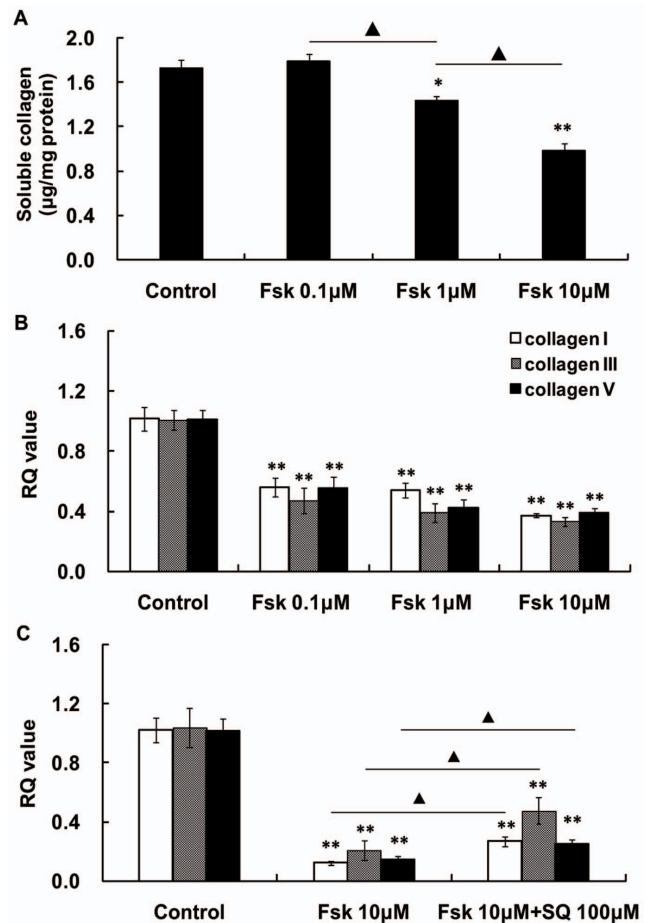 A
Soluble collagen
(µg/mg protein)
2.0
1.6
1.2
0.8
0.4
0.0
▲
▲
*
**
Control
Fsk 0.1µM
Fsk 1µM
Fsk 10µM
B
RQ value
1.6
1.2
0.8
0.4
0.0
collagen I
collagen III
collagen V
** ** **
** ** **
** ** **
Control
Fsk 0.1µM
Fsk 1µM
Fsk 10µM
C
RQ value
1.6
1.2
0.8
0.4
0.0
▲
▲
▲
** ** **
** ** **
Control
Fsk 10µM
Fsk 10µM+SQ 100µM